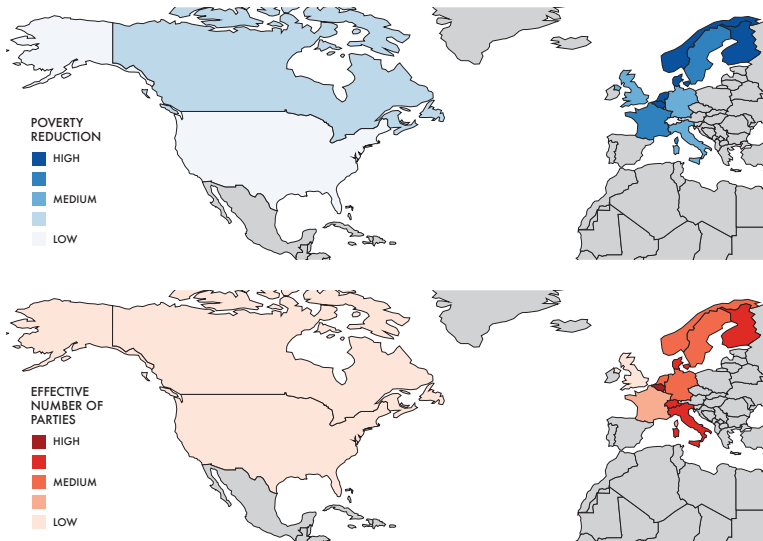 POVERTY
REDUCTION
HIGH
MEDIUM
LOW
EFFECTIVE
NUMBER OF
PARTIES
HIGH
MEDIUM
LOW